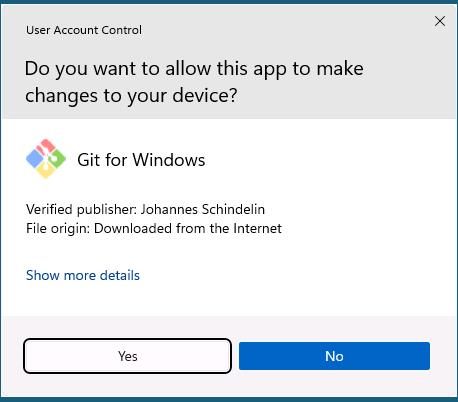 User Account Control
Do you want to allow this app to make
changes to your device?
Git for Windows
Verified publisher: Johannes Schindelin
File origin: Downloaded from the Internet
Show more details
Yes
No